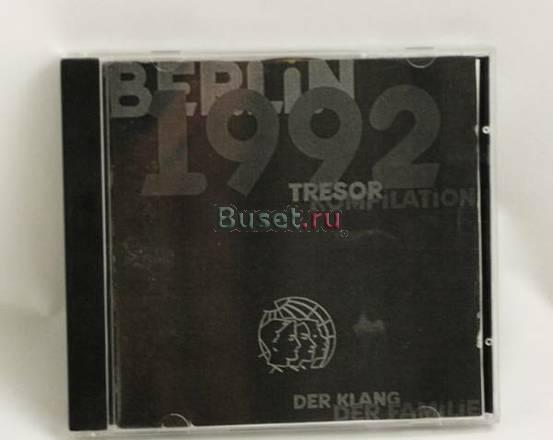 BERLiN
1992
TRESOR
KOMPiLATiON
Buset.ru
DER KLANG
DER FAMiLiE